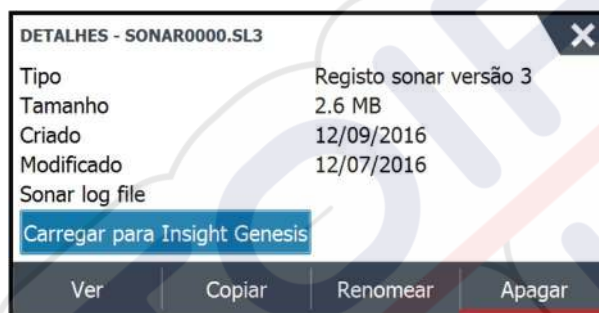 DETALHES - SONAR0000.SL3
Tipo Registo sonar versão 3
Tamanho 2.6 MB
Criado 12/09/2016
Modificado 12/07/2016
Sonar log file
Carregar para Insight Genesis
Ver Copiar Renomear Apagar